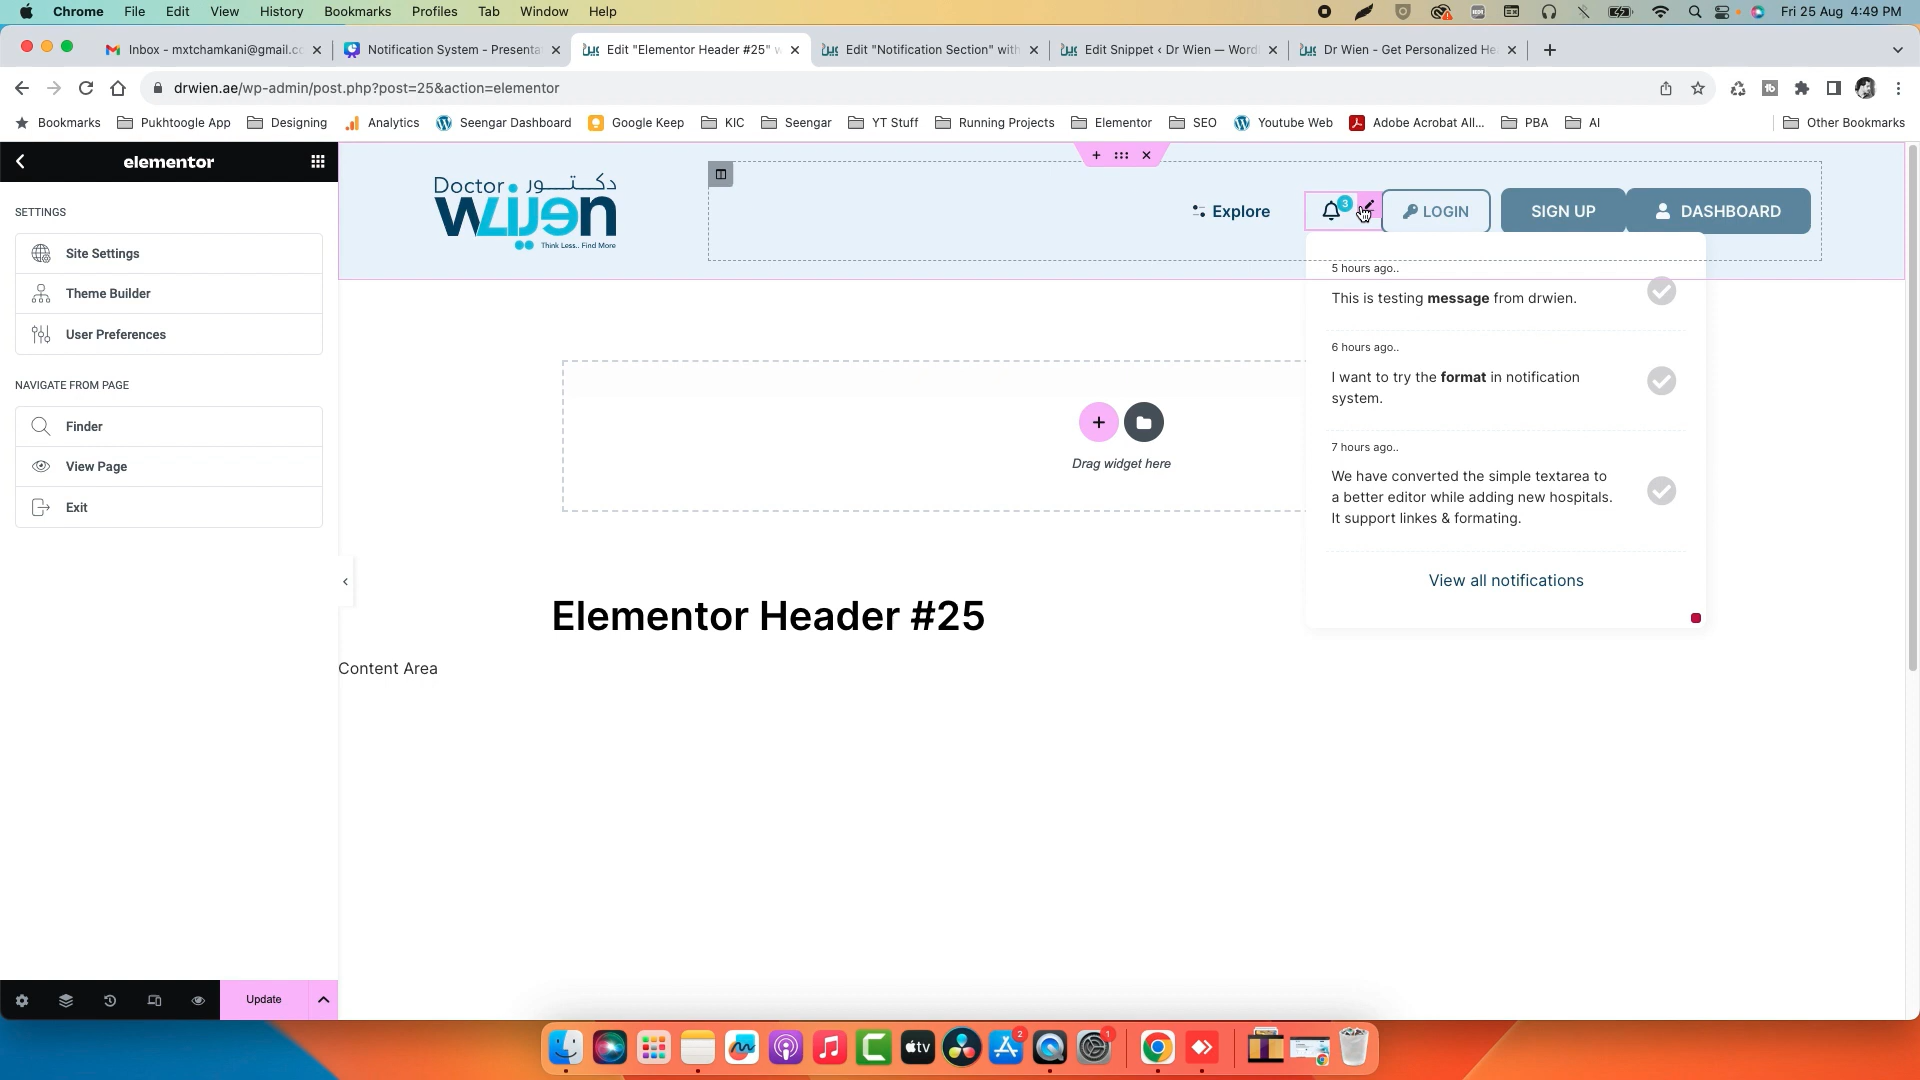 Chrome File Edit View History Bookmarks Profiles Tab Window Help Fri 25 Aug 4:49 PM
Inbox - mxtchamkani@gmail.cc Notification System - Presenta Edit "Elementor Header #25" w Edit "Notification Section" with Edit Snippet ‹ Dr Wien — Word Dr Wien - Get Personalized He
drwien.ae/wp-admin/post.php?post=25&action=elementor
Bookmarks Pukhtoogle App Designing Analytics Seengar Dashboard Google Keep KIC Seengar YT Stuff Running Projects Elementor SEO Youtube Web Adobe Acrobat All... PBA AI Other Bookmarks
elementor
SETTINGS
Site Settings
Theme Builder
User Preferences
NAVIGATE FROM PAGE
Finder
View Page
Exit
Update
Doctor دكتور
Think Less.. Find More
Explore 3 LOGIN SIGN UP DASHBOARD
5 hours ago..
This is testing message from drwien.
6 hours ago..
I want to try the format in notification
system.
7 hours ago..
We have converted the simple textarea to
a better editor while adding new hospitals.
It support linkes & formating.
View all notifications
Drag widget here
Elementor Header #25
Content Area
tv 2 1